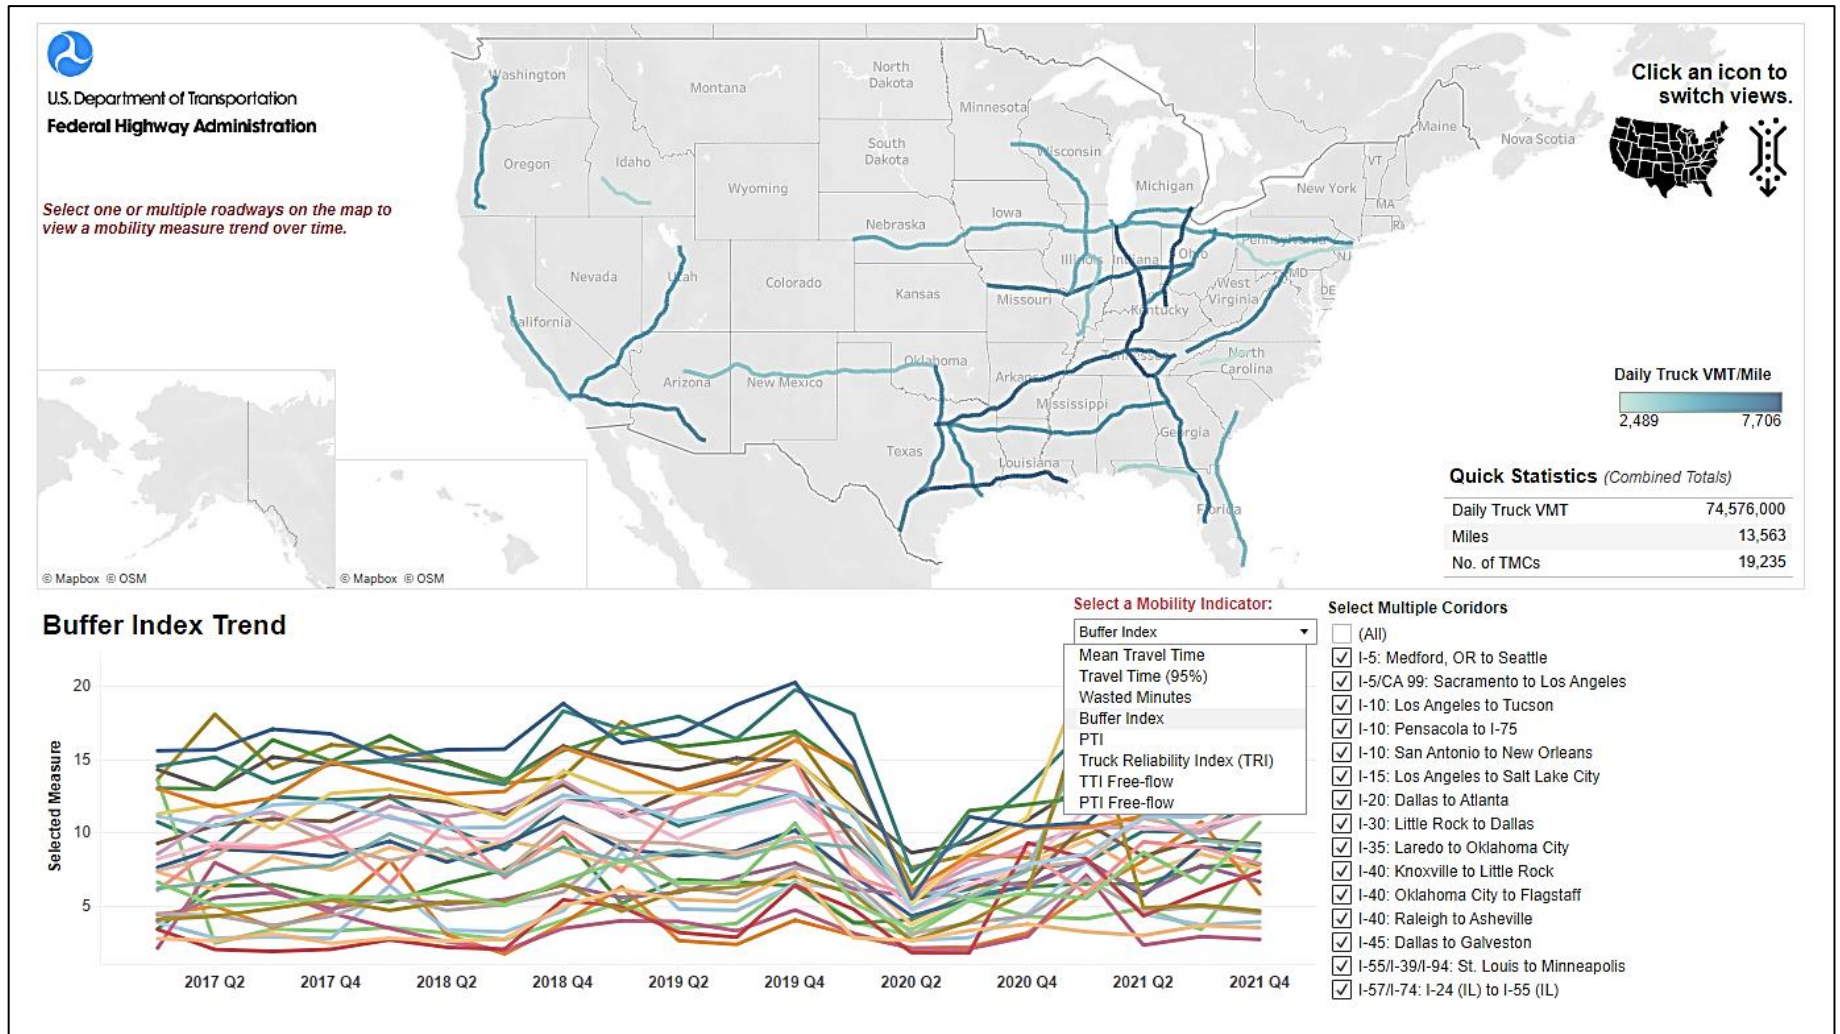 U.S. Department of Transportation
Federal Highway Administration
Select one or multiple roadways on the map to
view a mobility measure trend over time.
Click an icon to
switch views.
Washington
Montana
North
Dakota
Minnesota
Maine
Nova Scotia
Oregon
Idaho
South
Dakota
Wisconsin
VT
Wyoming
Michigan
New York
MA
RI
Iowa
Nebraska
Pennsylvania
NJ
Nevada
Utah
Colorado
Illinois
Indiana
Ohio
MD
DE
Kansas
Missouri
West
Virginia
Kentucky
California
Oklahoma
Tennessee
North
Carolina
Arizona
New Mexico
Arkansas
Mississippi
Georgia
Texas
Louisiana
Florida
Daily Truck VMT/Mile
2,489 7,706
Quick Statistics (Combined Totals)
Daily Truck VMT 74,576,000
Miles 13,563
No. of TMCs 19,235
© Mapbox © OSM
© Mapbox © OSM
Buffer Index Trend
Select a Mobility Indicator:
Buffer Index
Mean Travel Time
Travel Time (95%)
Wasted Minutes
Buffer Index
PTI
Truck Reliability Index (TRI)
TTI Free-flow
PTI Free-flow
Select Multiple Coridors
(All)
I-5: Medford, OR to Seattle
I-5/CA 99: Sacramento to Los Angeles
I-10: Los Angeles to Tucson
I-10: Pensacola to I-75
I-10: San Antonio to New Orleans
I-15: Los Angeles to Salt Lake City
I-20: Dallas to Atlanta
I-30: Little Rock to Dallas
I-35: Laredo to Oklahoma City
I-40: Knoxville to Little Rock
I-40: Oklahoma City to Flagstaff
I-40: Raleigh to Asheville
I-45: Dallas to Galveston
I-55/I-39/I-94: St. Louis to Minneapolis
I-57/I-74: I-24 (IL) to I-55 (IL)
Selected Measure
20
15
10
5
2017 Q2 2017 Q4 2018 Q2 2018 Q4 2019 Q2 2019 Q4 2020 Q2 2020 Q4 2021 Q2 2021 Q4